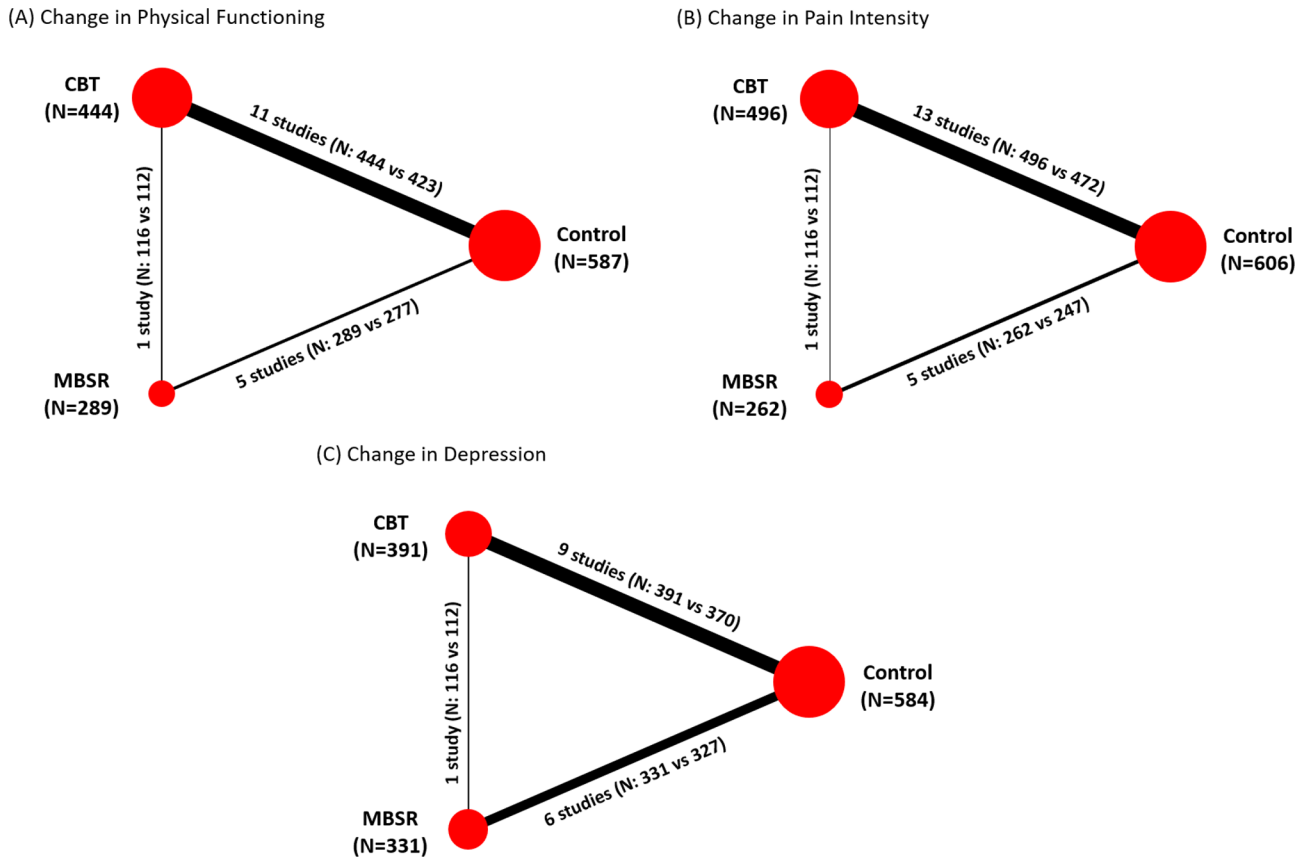 (A) Change in Physical Functioning
CBT
(N=444)
11 studies (N: 444 vs 423)
1 study (N: 116 vs 112)
Control
(N=587)
5 studies (N: 289 vs 277)
MBSR
(N=289)
(B) Change in Pain Intensity
CBT
(N=496)
13 studies (N: 496 vs 472)
1 study (N: 116 vs 112)
Control
(N=606)
5 studies (N: 262 vs 247)
MBSR
(N=262)
(C) Change in Depression
CBT
(N=391)
9 studies (N: 391 vs 370)
1 study (N: 116 vs 112)
Control
(N=584)
6 studies (N: 331 vs 327)
MBSR
(N=331)